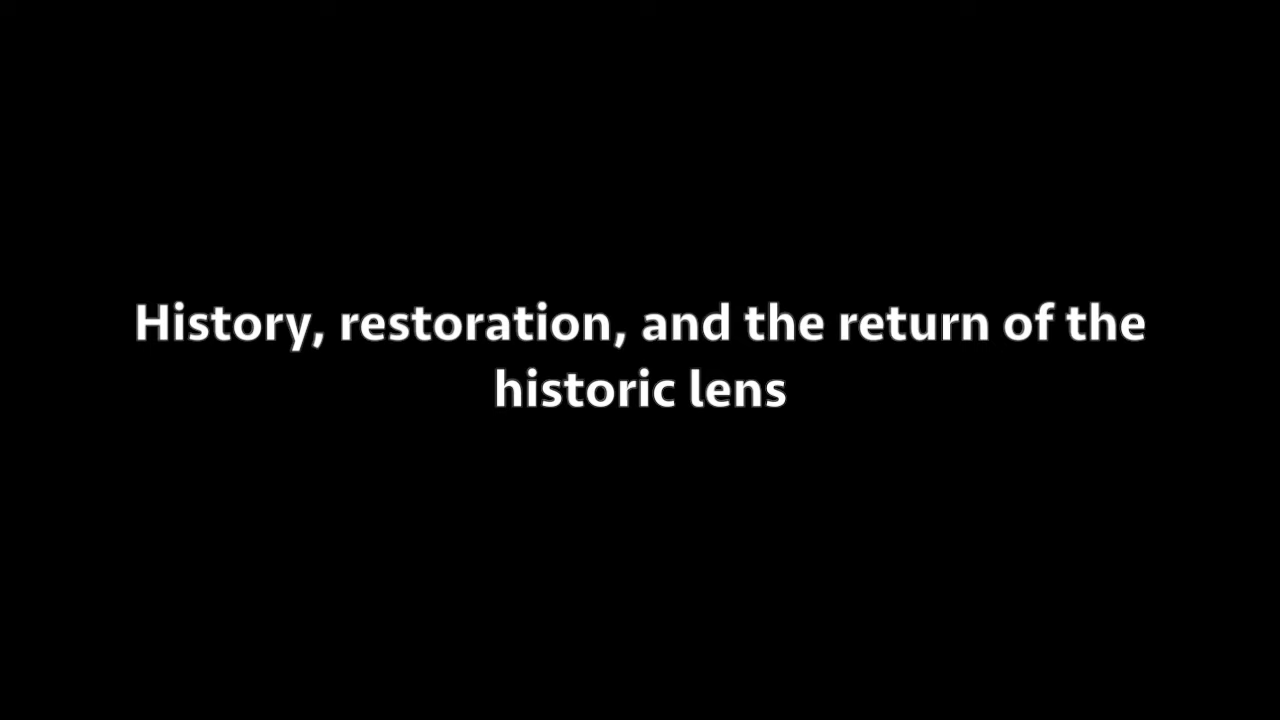 History, restoration, and the return of the
historic lens